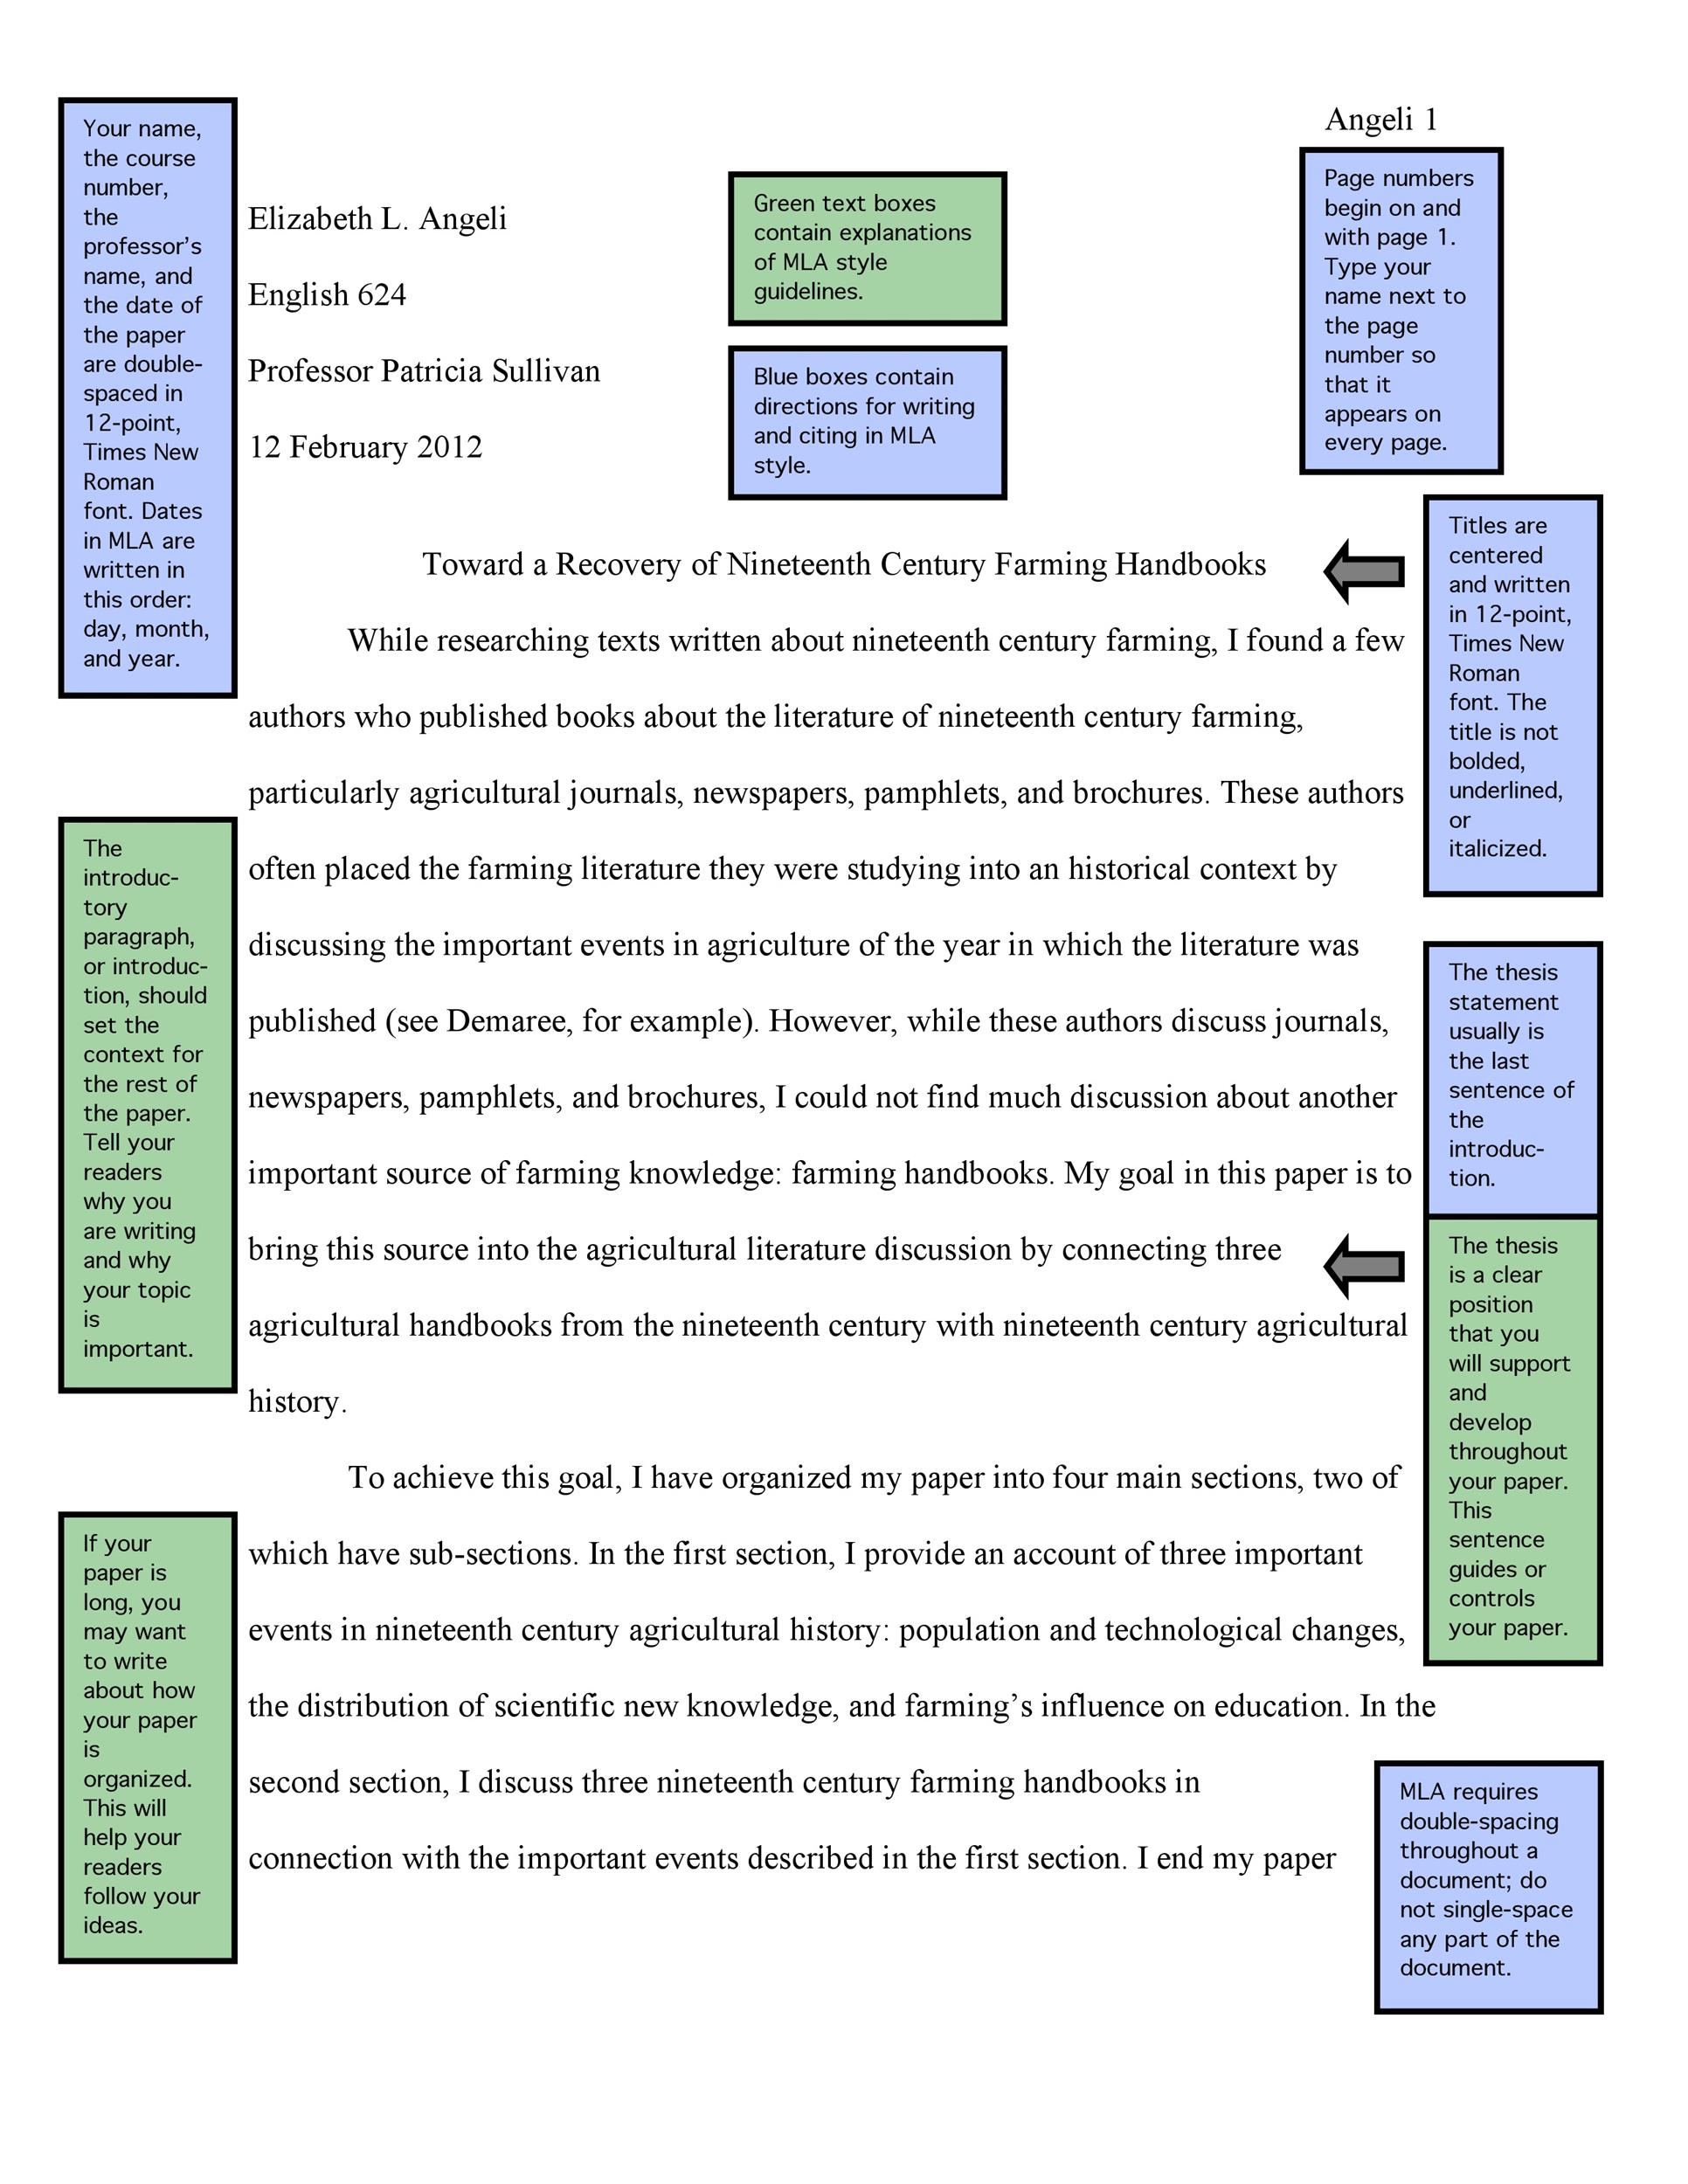 Angeli 1
Your name,
the course
number,
the
professor’s
name, and
the date of
the paper
are double-
spaced in
12-point,
Times New
Roman
font. Dates
in MLA are
written in
this order:
day, month,
and year.
Elizabeth L. Angeli
English 624
Professor Patricia Sullivan
12 February 2012
Green text boxes
contain explanations
of MLA style
guidelines.
Blue boxes contain
directions for writing
and citing in MLA
style.
Page numbers
begin on and
with page 1.
Type your
name next to
the page
number so
that it
appears on
every page.
Toward a Recovery of Nineteenth Century Farming Handbooks
Titles are
centered
and written
in 12-point,
Times New
Roman
font. The
title is not
bolded,
underlined,
or
italicized.
While researching texts written about nineteenth century farming, I found a few
authors who published books about the literature of nineteenth century farming,
particularly agricultural journals, newspapers, pamphlets, and brochures. These authors
often placed the farming literature they were studying into an historical context by
discussing the important events in agriculture of the year in which the literature was
published (see Demaree, for example). However, while these authors discuss journals,
newspapers, pamphlets, and brochures, I could not find much discussion about another
important source of farming knowledge: farming handbooks. My goal in this paper is to
bring this source into the agricultural literature discussion by connecting three
agricultural handbooks from the nineteenth century with nineteenth century agricultural
history.
The
introduc-
tory
paragraph,
or introduc-
tion, should
set the
context for
the rest of
the paper.
Tell your
readers
why you
are writing
and why
your topic
is
important.
The thesis
statement
usually is
the last
sentence of
the
introduc-
tion.
The thesis
is a clear
position
that you
will support
and
develop
throughout
your paper.
This
sentence
guides or
controls
your paper.
To achieve this goal, I have organized my paper into four main sections, two of
which have sub-sections. In the first section, I provide an account of three important
events in nineteenth century agricultural history: population and technological changes,
the distribution of scientific new knowledge, and farming’s influence on education. In the
second section, I discuss three nineteenth century farming handbooks in
connection with the important events described in the first section. I end my paper
If your
paper is
long, you
may want
to write
about how
your paper
is
organized.
This will
help your
readers
follow your
ideas.
MLA requires
double-spacing
throughout a
document; do
not single-space
any part of the
document.